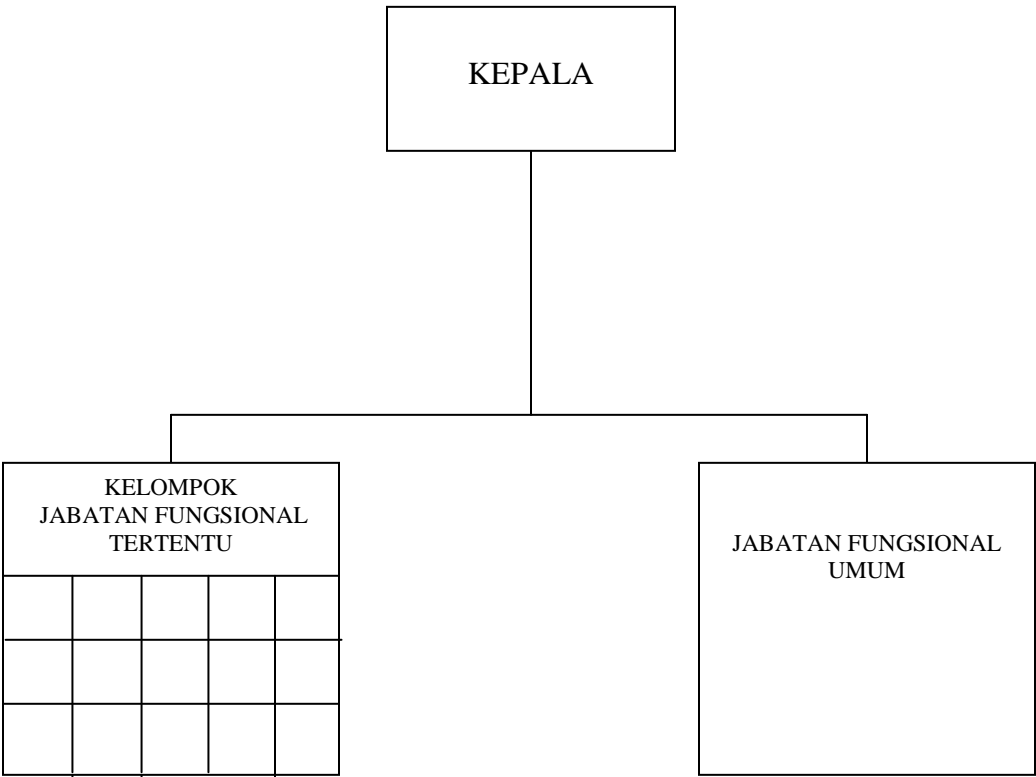 KEPALA
KELOMPOK
JABATAN FUNGSIONAL
TERTENTU
JABATAN FUNGSIONAL
UMUM